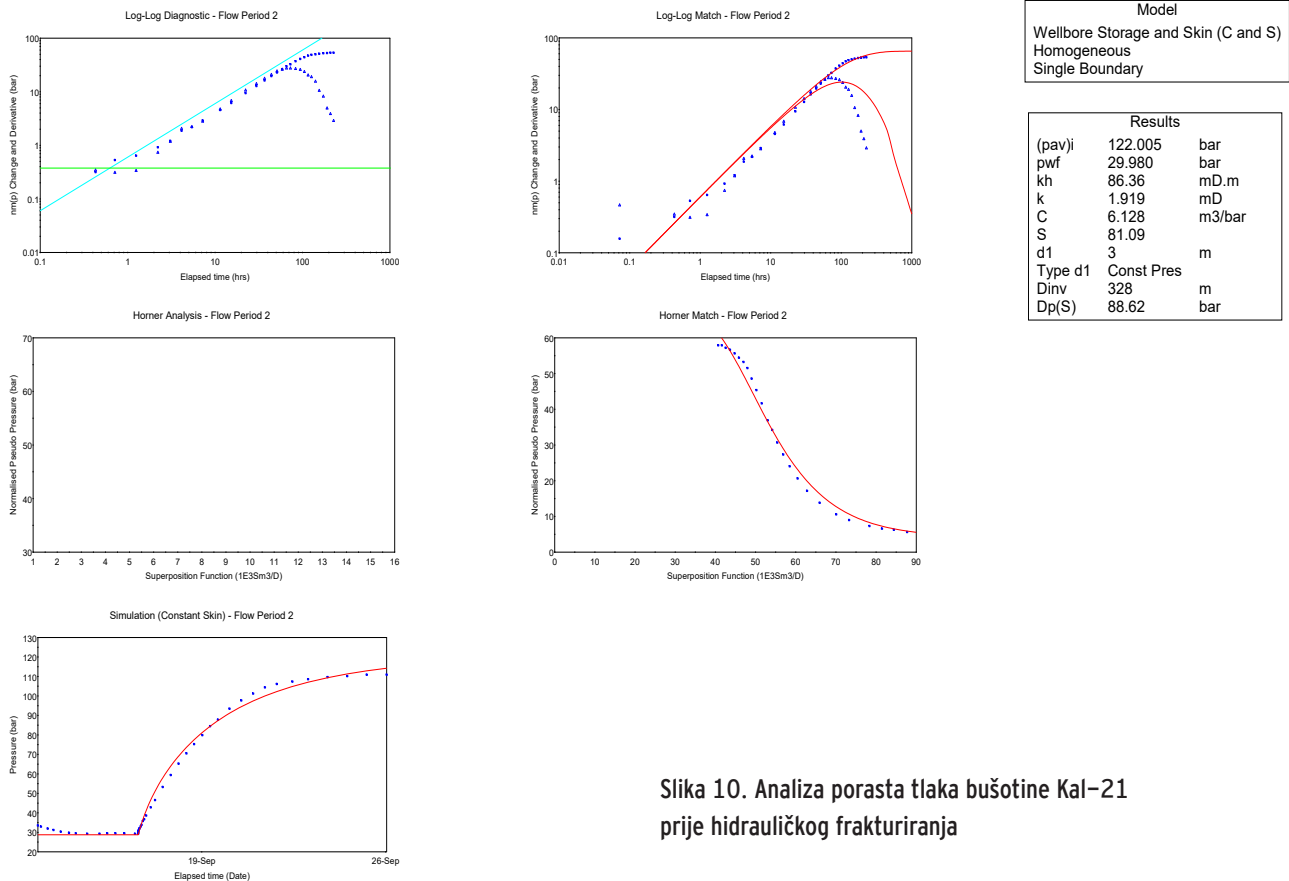 Log-Log Diagnostic - Flow Period 2
nm(p) Change and Derivative (bar)
100
10
1
0.1
0.01
0.1 1 10 100 1000
Elapsed time (hrs)
Log-Log Match - Flow Period 2
nm(p) Change and Derivative (bar)
100
10
1
0.1
0.01 0.1 1 10 100 1000
Elapsed time (hrs)
Model
Wellbore Storage and Skin (C and S)
Homogeneous
Single Boundary
Results
(pav)i 122.005 bar
pwf 29.980 bar
kh 86.36 mD.m
k 1.919 mD
C 6.128 m3/bar
S 81.09
d1 3 m
Type d1 Const Pres
Dinv 328 m
Dp(S) 88.62 bar
Horner Analysis - Flow Period 2
Normalised Pseudo Pressure (bar)
70
60
50
40
30
1 2 3 4 5 6 7 8 9 10 11 12 13 14 15 16
Superposition Function (1E3Sm3/D)
Horner Match - Flow Period 2
Normalised Pseudo Pressure (bar)
60
50
40
30
20
10
0
0 10 20 30 40 50 60 70 80 90
Superposition Function (1E3Sm3/D)
Simulation (Constant Skin) - Flow Period 2
Pressure (bar)
130
120
110
100
90
80
70
60
50
40
30
20
19-Sep 26-Sep
Elapsed time (Date)
Slika 10. Analiza porasta tlaka bušotine Kal–21
prije hidrauličkog frakturiranja